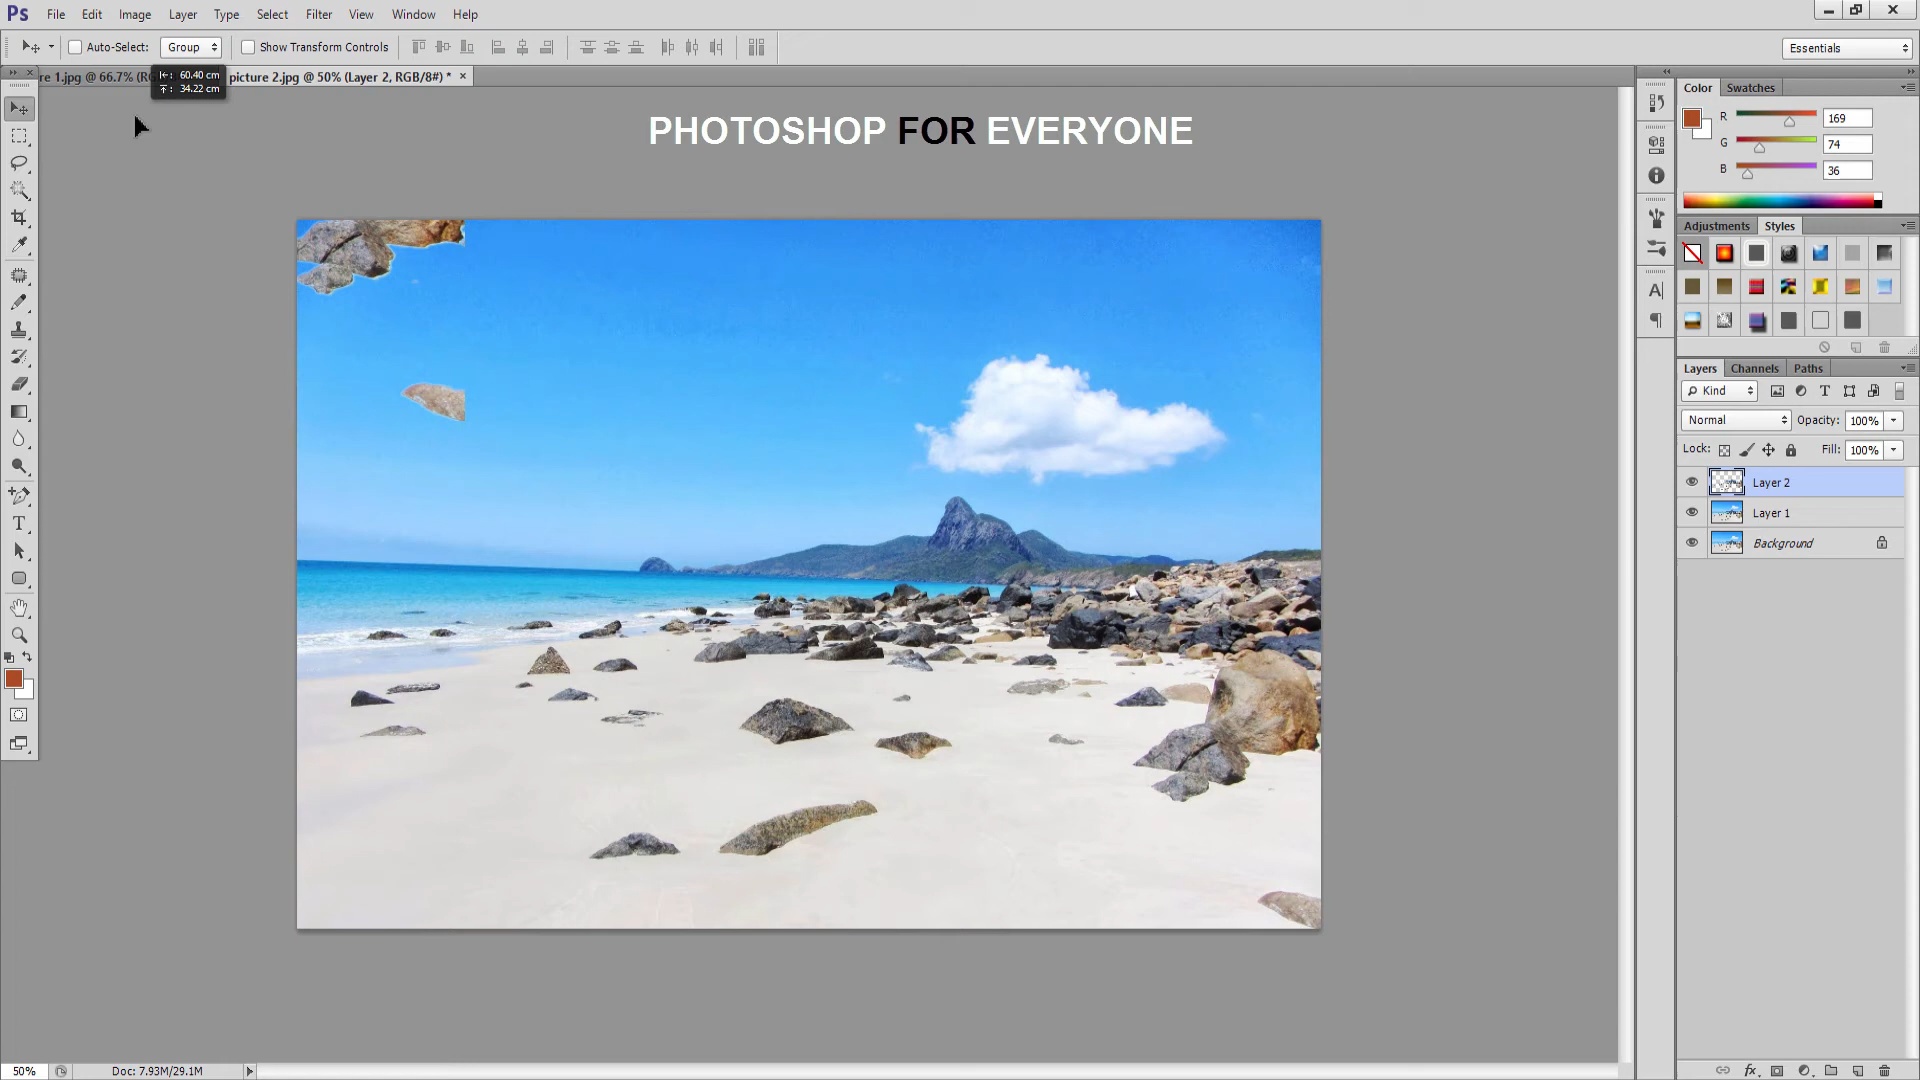 Ps File Edit Image Layer Type Select Filter View Window Help
Auto-Select: Group Show Transform Controls Essentials
re 1.jpg @ 66.7% (RG picture 2.jpg @ 50% (Layer 2, RGB/8#) * ×
60.40 cm
34.22 cm
PHOTOSHOP FOR EVERYONE
Color Swatches
R 169
G 74
B 36
Adjustments Styles
Layers Channels Paths
Kind
Normal Opacity: 100%
Lock: Fill: 100%
Layer 2
Layer 1
Background
50% Doc: 7.93M/29.1M